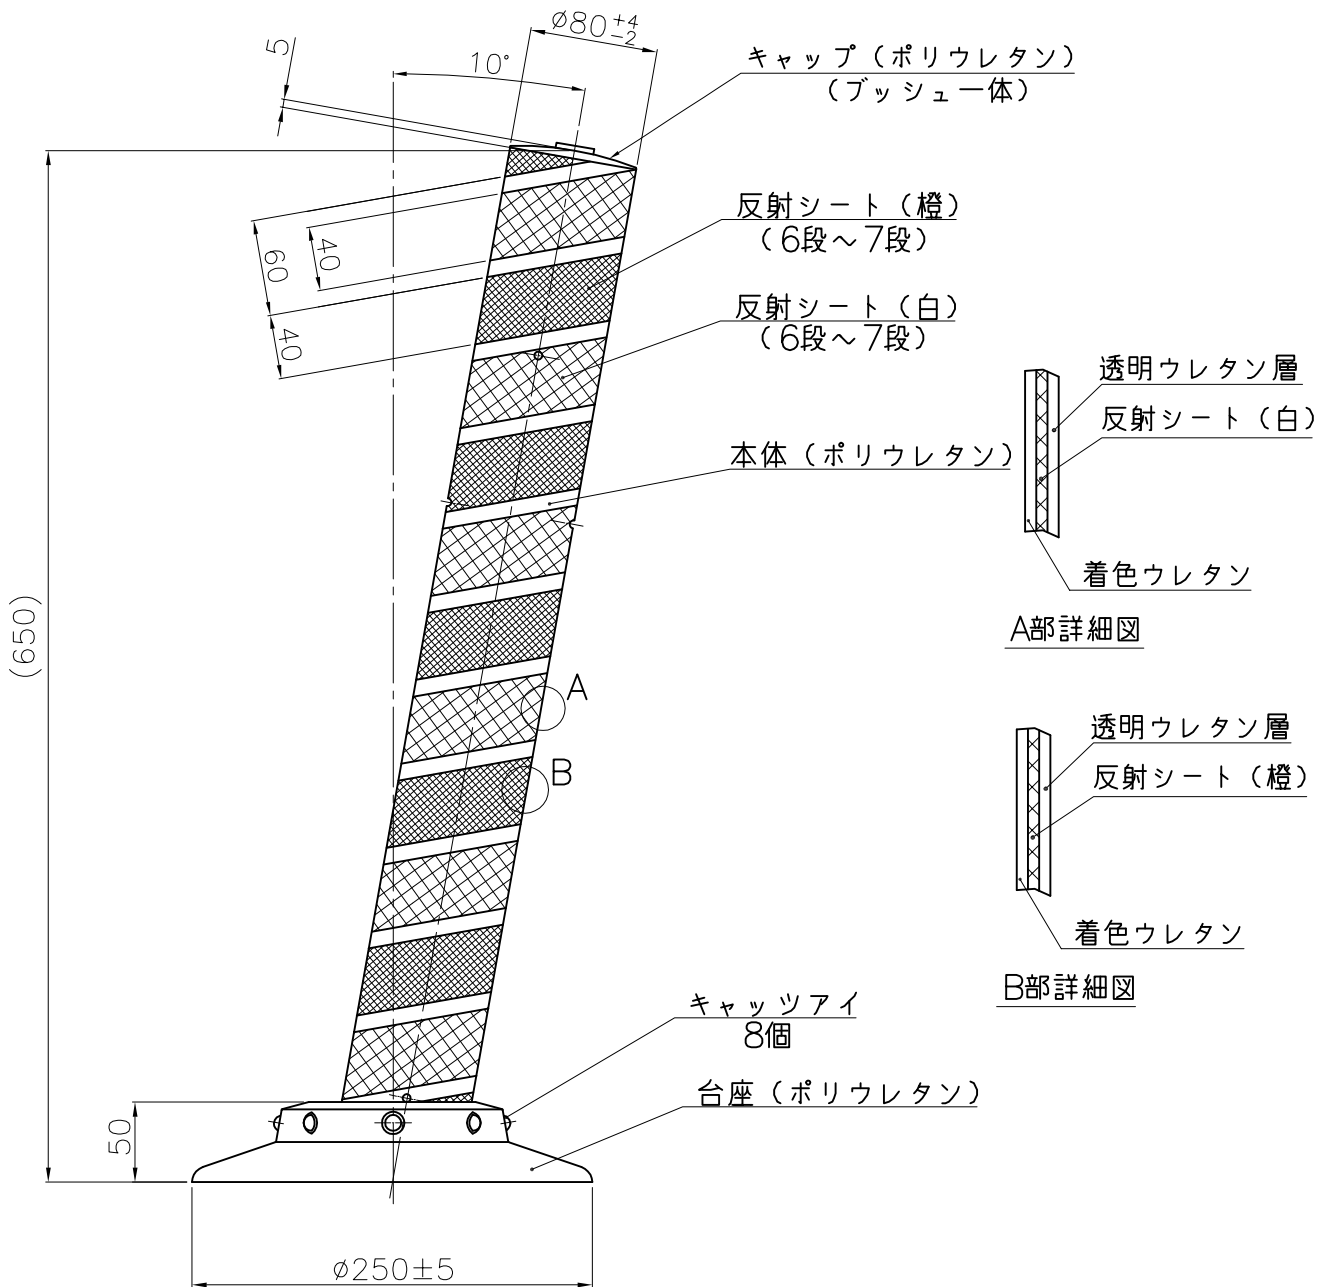 ø80+4-2
5
10°
キャップ（ポリウレタン）
（ブッシュ一体）
反射シート（橙）
（6段～7段）
60
40
40
反射シート（白）
（6段～7段）
透明ウレタン層
反射シート（白）
本体（ポリウレタン）
着色ウレタン
A部詳細図
(650)
A
B
透明ウレタン層
反射シート（橙）
着色ウレタン
B部詳細図
キャッツアイ
8個
台座（ポリウレタン）
50
ø250±5